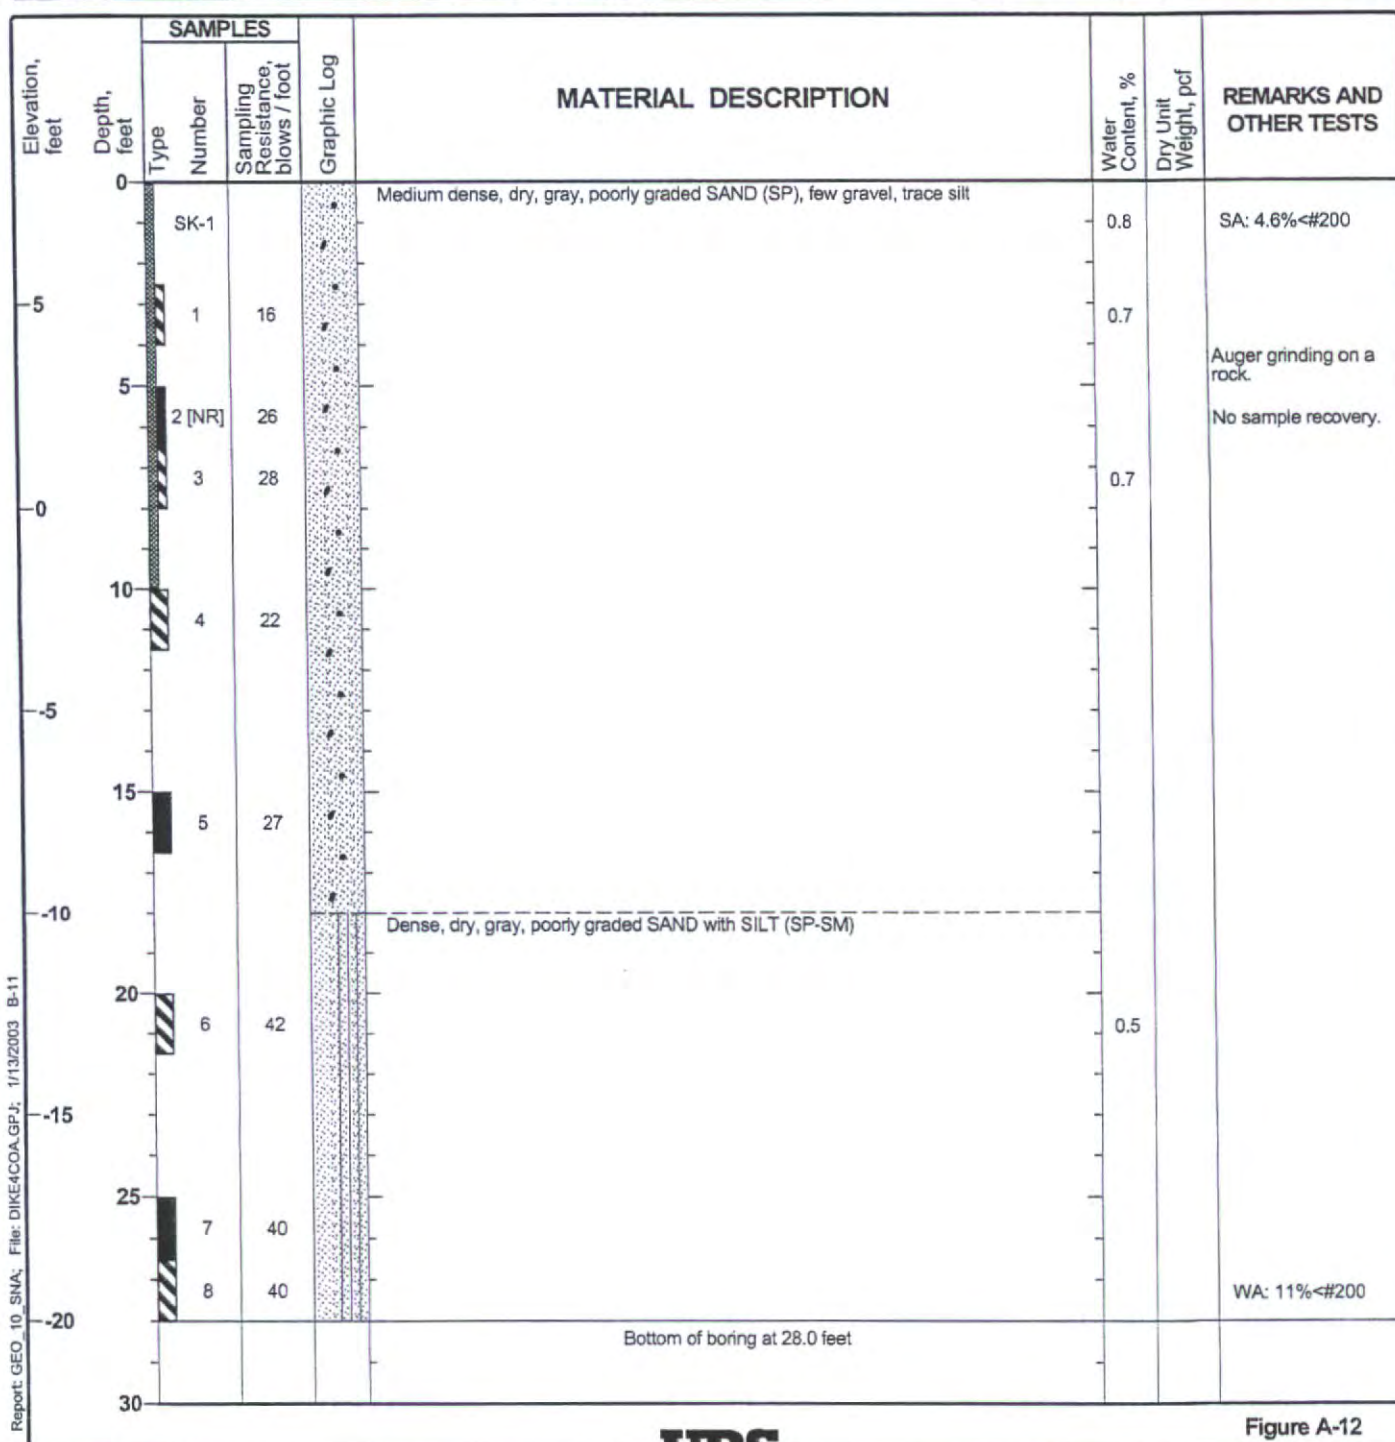 SAMPLES
Elevation,
feet
Depth,
feet
Type
Number
Sampling
Resistance,
blows / foot
Graphic Log
MATERIAL DESCRIPTION
Water
Content, %
Dry Unit
Weight, pcf
REMARKS AND
OTHER TESTS
0
Medium dense, dry, gray, poorly graded SAND (SP), few gravel, trace silt
SK-1
0.8
SA: 4.6%<#200
5
1
16
0.7
Auger grinding on a
rock.
5
2 [NR]
26
No sample recovery.
3
28
0.7
0
10
4
22
-5
15
5
27
-10
Dense, dry, gray, poorly graded SAND with SILT (SP-SM)
20
6
42
0.5
-15
25
7
40
8
40
WA: 11%<#200
-20
Bottom of boring at 28.0 feet
30
Report: GEO_10_SNA; File: DIKE4COA.GPJ; 1/13/2003 B-11
URS
Figure A-12